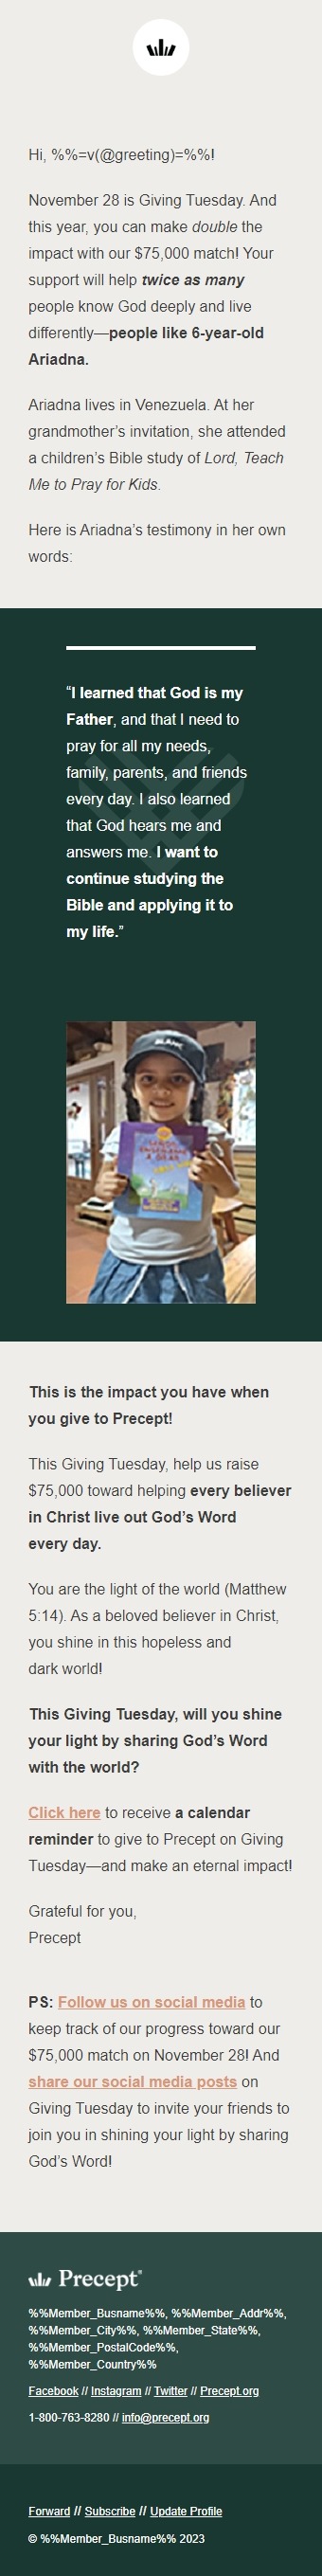 Hi, %%=v(@greeting)=%%!
November 28 is Giving Tuesday. And
this year, you can make double the
impact with our $75,000 match! Your
support will help twice as many
people know God deeply and live
differently—people like 6-year-old
Ariadna.
Ariadna lives in Venezuela. At her
grandmother’s invitation, she attended
a children’s Bible study of Lord, Teach
Me to Pray for Kids.
Here is Ariadna’s testimony in her own
words:
“I learned that God is my
Father, and that I need to
pray for all my needs,
family, parents, and friends
every day. I also learned
that God hears me and
answers me. I want to
continue studying the
Bible and applying it to
my life.”
BLANC
This is the impact you have when
you give to Precept!
This Giving Tuesday, help us raise
$75,000 toward helping every believer
in Christ live out God’s Word
every day.
You are the light of the world (Matthew
5:14). As a beloved believer in Christ,
you shine in this hopeless and
dark world!
This Giving Tuesday, will you shine
your light by sharing God’s Word
with the world?
Click here to receive a calendar
reminder to give to Precept on Giving
Tuesday—and make an eternal impact!
Grateful for you,
Precept
PS: Follow us on social media to
keep track of our progress toward our
$75,000 match on November 28! And
share our social media posts on
Giving Tuesday to invite your friends to
join you in shining your light by sharing
God’s Word!
Precept®
%%Member_Busname%%, %%Member_Addr%%,
%%Member_City%%, %%Member_State%%,
%%Member_PostalCode%%,
%%Member_Country%%
Facebook // Instagram // Twitter // Precept.org
1-800-763-8280 // info@precept.org
Forward // Subscribe // Update Profile
© %%Member_Busname%% 2023